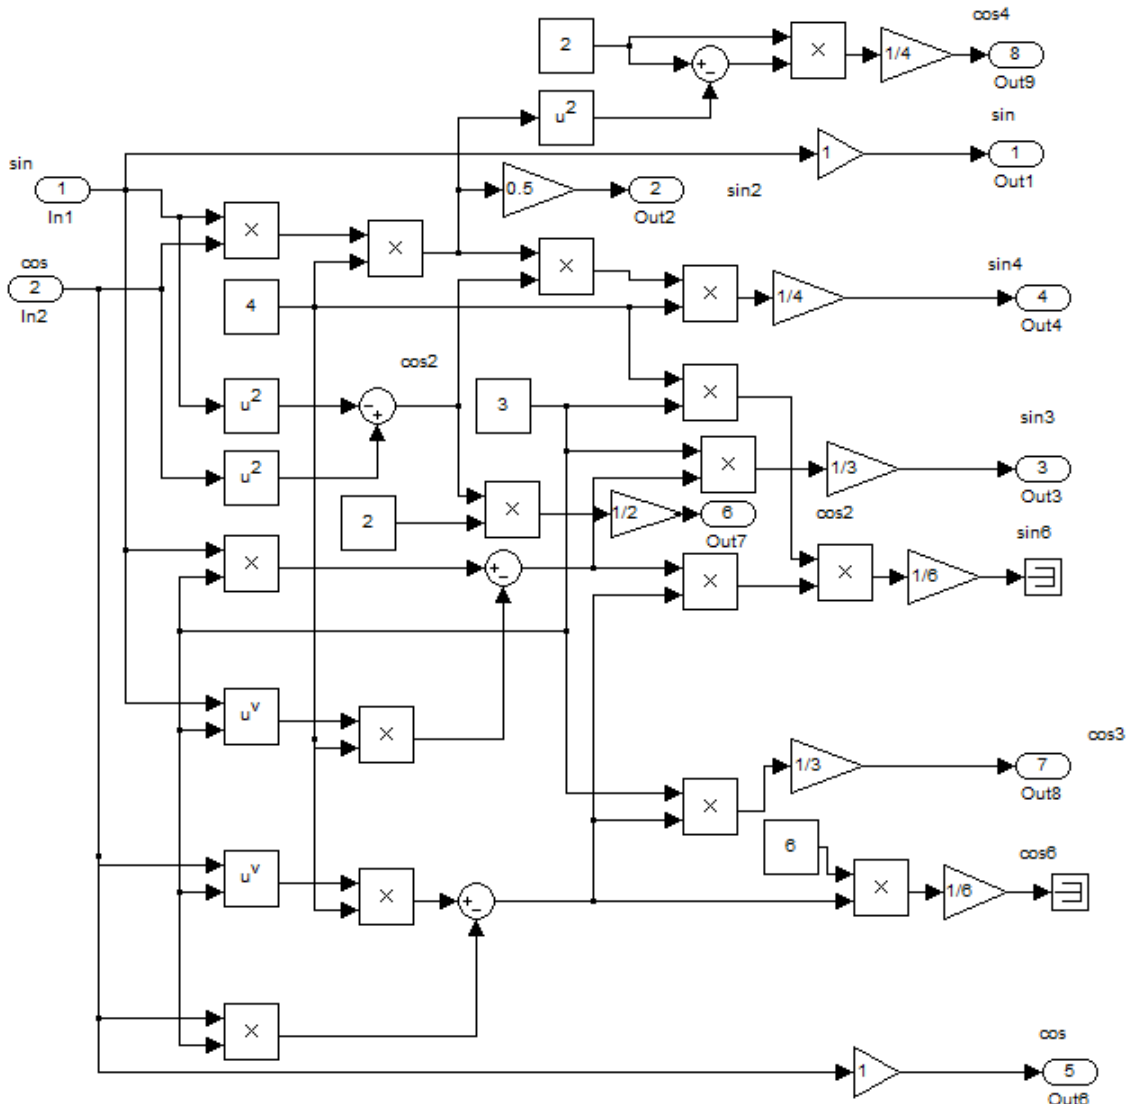 cos4
2
×
1/4
8
Out9
+
−
u²
sin
1
1
Out1
sin
1
In1
0.5
2
Out2
sin2
×
×
×
cos
2
In2
4
×
1/4
sin4
4
Out4
cos2
u²
−
+
3
×
sin3
u²
×
1/3
3
Out3
2
×
1/2
6
Out7
cos2
sin6
×
+
−
×
×
1/6
u^v
×
cos3
1/3
7
Out8
×
6
cos6
u^v
×
+
−
×
1/6
×
cos
1
5
Out6